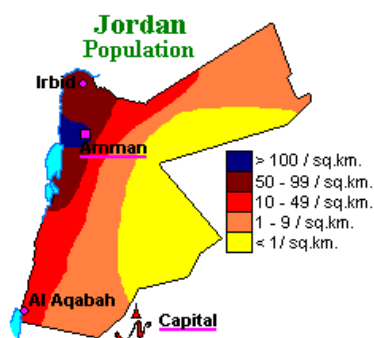 Jordan
Population
Irbid
Amman
> 100 / sq.km.
50 - 99 / sq.km.
10 - 49 / sq.km.
1 - 9 / sq.km.
< 1/ sq.km.
Al Aqabah
N
Capital